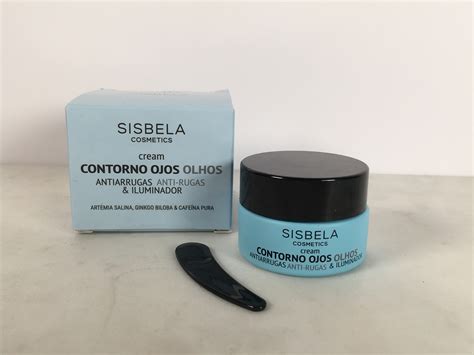 SISBELA
COSMETICS
cream
CONTORNO OJOS OLHOS
ANTIARRUGAS ANTI-RUGAS
& ILUMINADOR
ARTÉMIA SALINA, GINKGO BILOBA & CAFEÍNA PURA
SISBELA
COSMETICS
cream
CONTORNO OJOS OLHOS
ANTIARRUGAS ANTI-RUGAS & ILUMINADOR